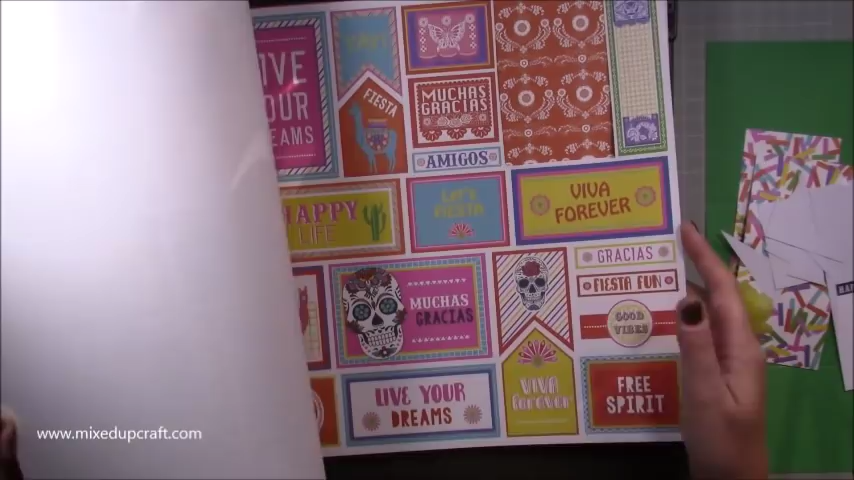 IVE
OUR
EAMS
FIESTA
MUCHAS
GRACIAS
AMIGOS
HAPPY
LIFE
LET'S
FIESTA
VIVA
FOREVER
GRACIAS
FIESTA FUN
MUCHAS
GRACIAS
GOOD
VIBES
LIVE YOUR
DREAMS
VIVA
forever
FREE
SPIRIT
www.mixedupcraft.com